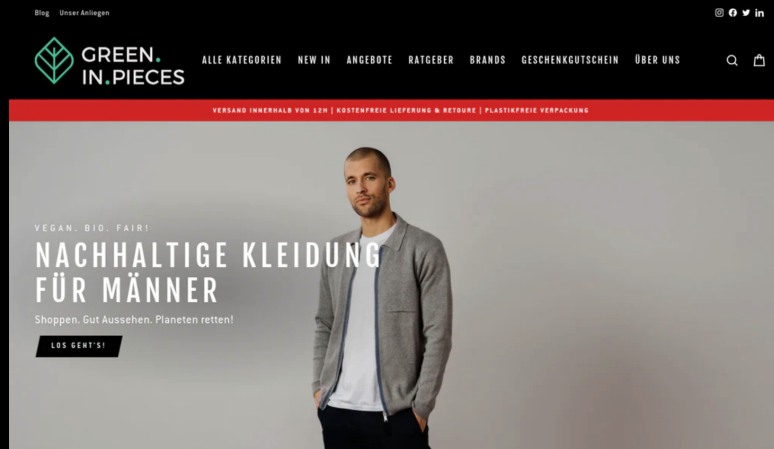 Blog Unser Anliegen
GREEN.
IN.PIECES
ALLE KATEGORIEN NEW IN ANGEBOTE RATGEBER BRANDS GESCHENKGUTSCHEIN ÜBER UNS
VERSAND INNERHALB VON 12H | KOSTENFREIE LIEFERUNG & RETOURE | PLASTIKFREIE VERPACKUNG
VEGAN. BIO. FAIR!
NACHHALTIGE KLEIDUNG
FÜR MÄNNER
Shoppen. Gut Aussehen. Planeten retten!
LOS GEHT'S!